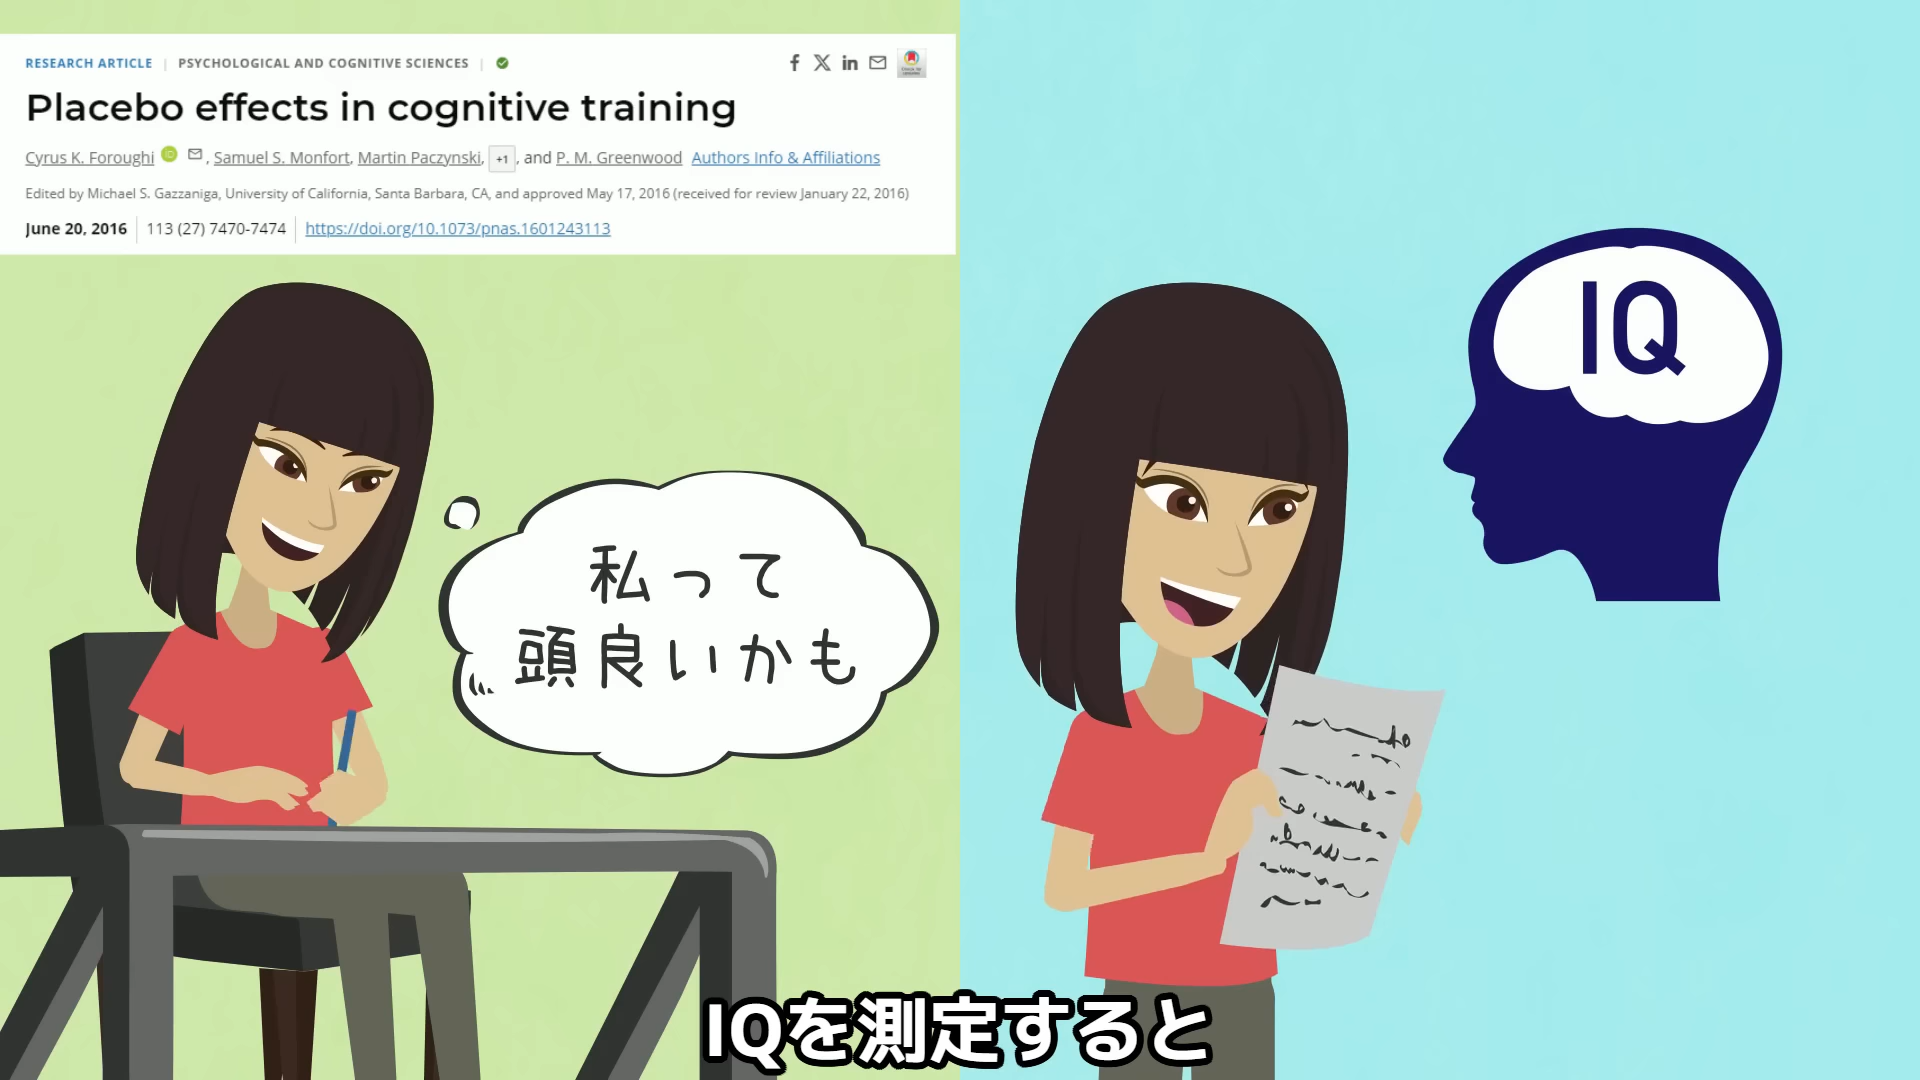 RESEARCH ARTICLE | PSYCHOLOGICAL AND COGNITIVE SCIENCES |
Placebo effects in cognitive training
Cyrus K. Foroughi iD , Samuel S. Monfort, Martin Paczynski, +1 , and P. M. Greenwood Authors Info & Affiliations
Edited by Michael S. Gazzaniga, University of California, Santa Barbara, CA, and approved May 17, 2016 (received for review January 22, 2016)
June 20, 2016 | 113 (27) 7470-7474 | https://doi.org/10.1073/pnas.1601243113
私って
頭良いかも
IQ
IQを測定すると